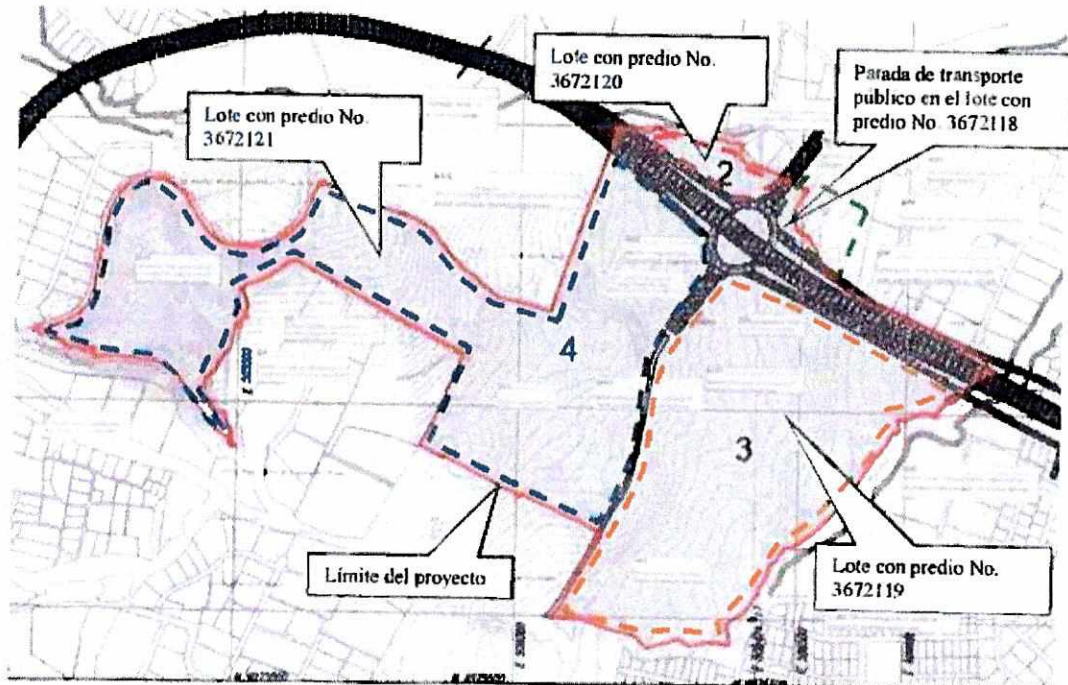 Lote con predio No.
3672120
Parada de transporte
público en el lote con
predio No. 3672118
Lote con predio No.
3672121
2
4
3
Límite del proyecto
Lote con predio No.
3672119